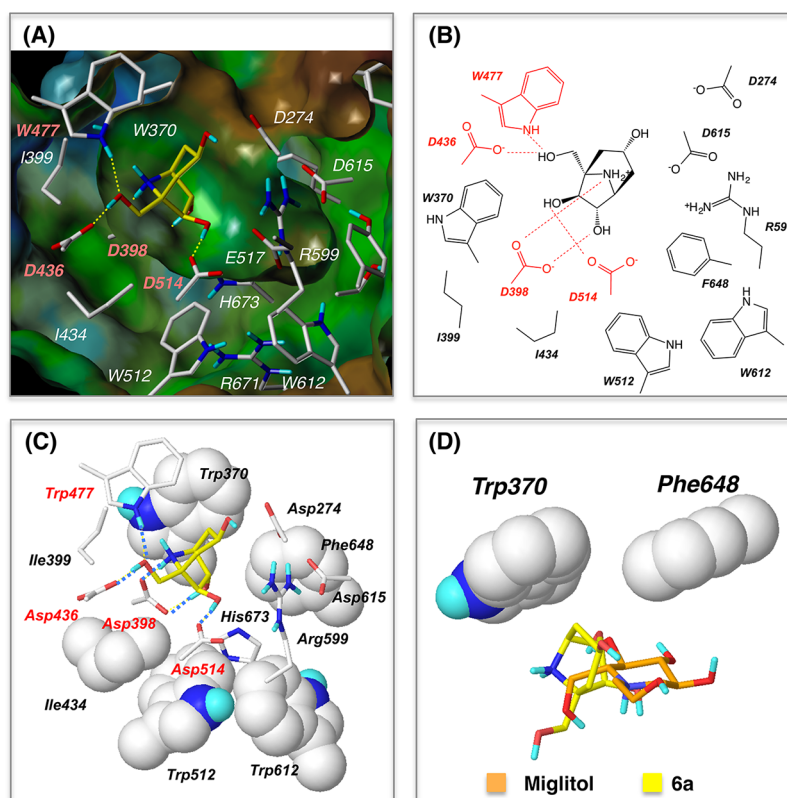 (A)
W477
W370
D274
I399
D615
D398
E517
R599
D436
D514
H673
I434
W512
R671
W612
(B)
W477
D274
NH
OH
D436
O-
HO
D615
-O
O
O
-O
O
NH2+
NH2
W370
HO
+H2N
NH
R59
HN
OH
O
O-
F648
O-
O
NH
D398
D514
I399
I434
NH
W512
W612
(C)
Trp370
Trp477
Asp274
Ile399
Phe648
Asp615
Asp436
Asp398
His673
Arg599
Asp514
Ile434
Trp512
Trp612
(D)
Trp370
Phe648
Miglitol
6a